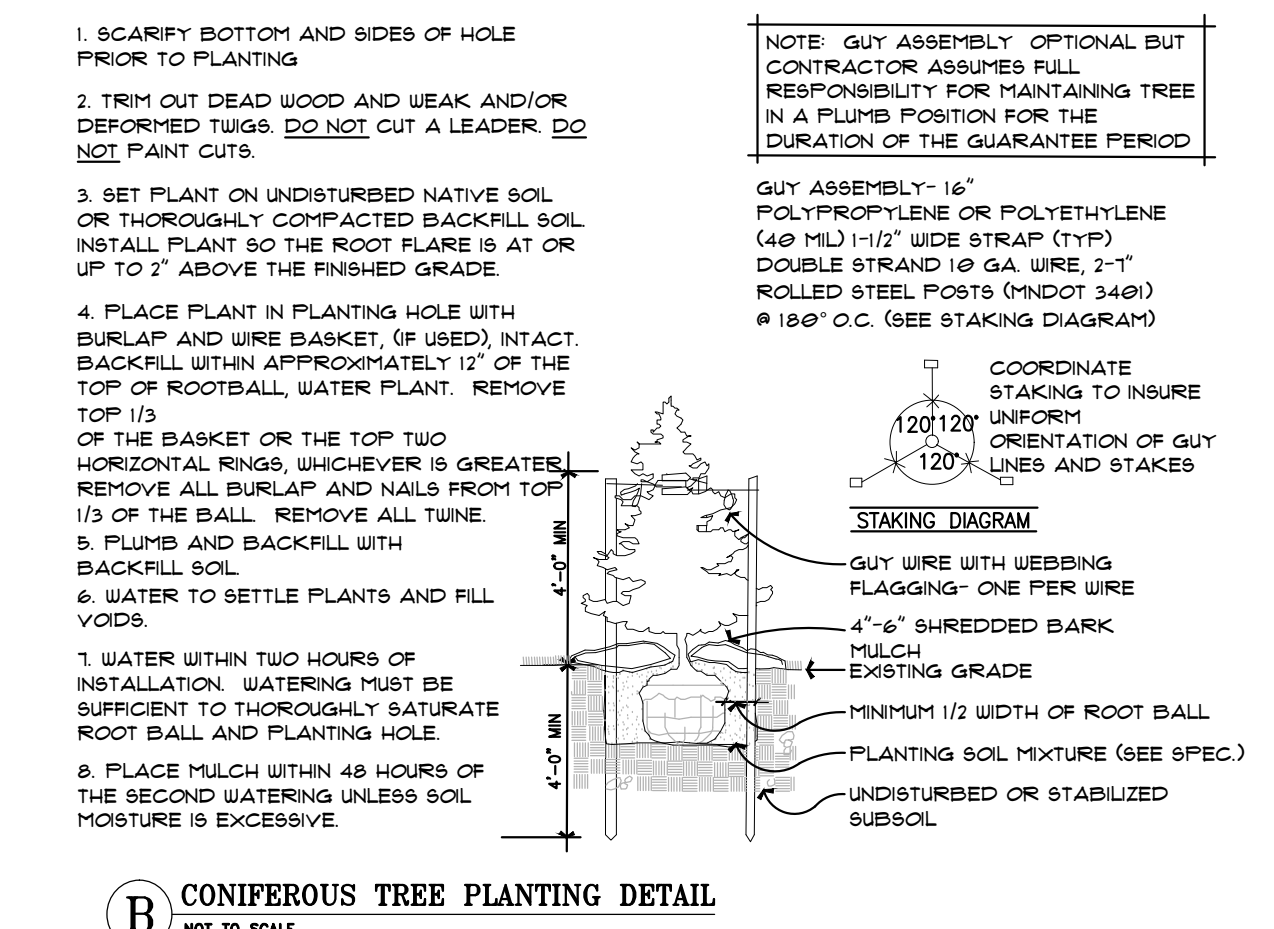 1. SCARIFY BOTTOM AND SIDES OF HOLE
PRIOR TO PLANTING
2. TRIM OUT DEAD WOOD AND WEAK AND/OR
DEFORMED TWIGS. DO NOT CUT A LEADER. DO
NOT PAINT CUTS.
3. SET PLANT ON UNDISTURBED NATIVE SOIL
OR THOROUGHLY COMPACTED BACKFILL SOIL.
INSTALL PLANT SO THE ROOT FLARE IS AT OR
UP TO 2" ABOVE THE FINISHED GRADE.
4. PLACE PLANT IN PLANTING HOLE WITH
BURLAP AND WIRE BASKET, (IF USED), INTACT.
BACKFILL WITHIN APPROXIMATELY 12" OF THE
TOP OF ROOTBALL, WATER PLANT. REMOVE
TOP 1/3
OF THE BASKET OR THE TOP TWO
HORIZONTAL RINGS, WHICHEVER IS GREATER.
REMOVE ALL BURLAP AND NAILS FROM TOP
1/3 OF THE BALL. REMOVE ALL TWINE.
5. PLUMB AND BACKFILL WITH
BACKFILL SOIL.
6. WATER TO SETTLE PLANTS AND FILL
VOIDS.
7. WATER WITHIN TWO HOURS OF
INSTALLATION. WATERING MUST BE
SUFFICIENT TO THOROUGHLY SATURATE
ROOT BALL AND PLANTING HOLE.
8. PLACE MULCH WITHIN 48 HOURS OF
THE SECOND WATERING UNLESS SOIL
MOISTURE IS EXCESSIVE.
NOTE: GUY ASSEMBLY OPTIONAL BUT
CONTRACTOR ASSUMES FULL
RESPONSIBILITY FOR MAINTAINING TREE
IN A PLUMB POSITION FOR THE
DURATION OF THE GUARANTEE PERIOD
GUY ASSEMBLY- 16"
POLYPROPYLENE OR POLYETHYLENE
(40 MIL) 1-1/2" WIDE STRAP (TYP)
DOUBLE STRAND 10 GA. WIRE, 2-7"
ROLLED STEEL POSTS (MNDOT 3401)
@ 180° O.C. (SEE STAKING DIAGRAM)
120° 120°
120°
COORDINATE
STAKING TO INSURE
UNIFORM
ORIENTATION OF GUY
LINES AND STAKES
STAKING DIAGRAM
4'-0" MIN
4'-0" MIN
GUY WIRE WITH WEBBING
FLAGGING- ONE PER WIRE
4"-6" SHREDDED BARK
MULCH
EXISTING GRADE
MINIMUM 1/2 WIDTH OF ROOT BALL
PLANTING SOIL MIXTURE (SEE SPEC.)
UNDISTURBED OR STABILIZED
SUBSOIL
B
CONIFEROUS TREE PLANTING DETAIL
NOT TO SCALE